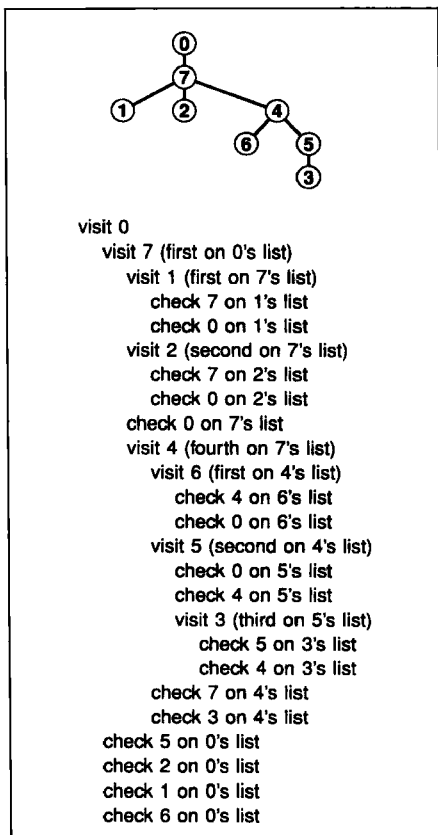 0
7
1 2 4
6 5
3
visit 0
visit 7 (first on 0's list)
visit 1 (first on 7's list)
check 7 on 1's list
check 0 on 1's list
visit 2 (second on 7's list)
check 7 on 2's list
check 0 on 2's list
check 0 on 7's list
visit 4 (fourth on 7's list)
visit 6 (first on 4's list)
check 4 on 6's list
check 0 on 6's list
visit 5 (second on 4's list)
check 0 on 5's list
check 4 on 5's list
visit 3 (third on 5's list)
check 5 on 3's list
check 4 on 3's list
check 7 on 4's list
check 3 on 4's list
check 5 on 0's list
check 2 on 0's list
check 1 on 0's list
check 6 on 0's list